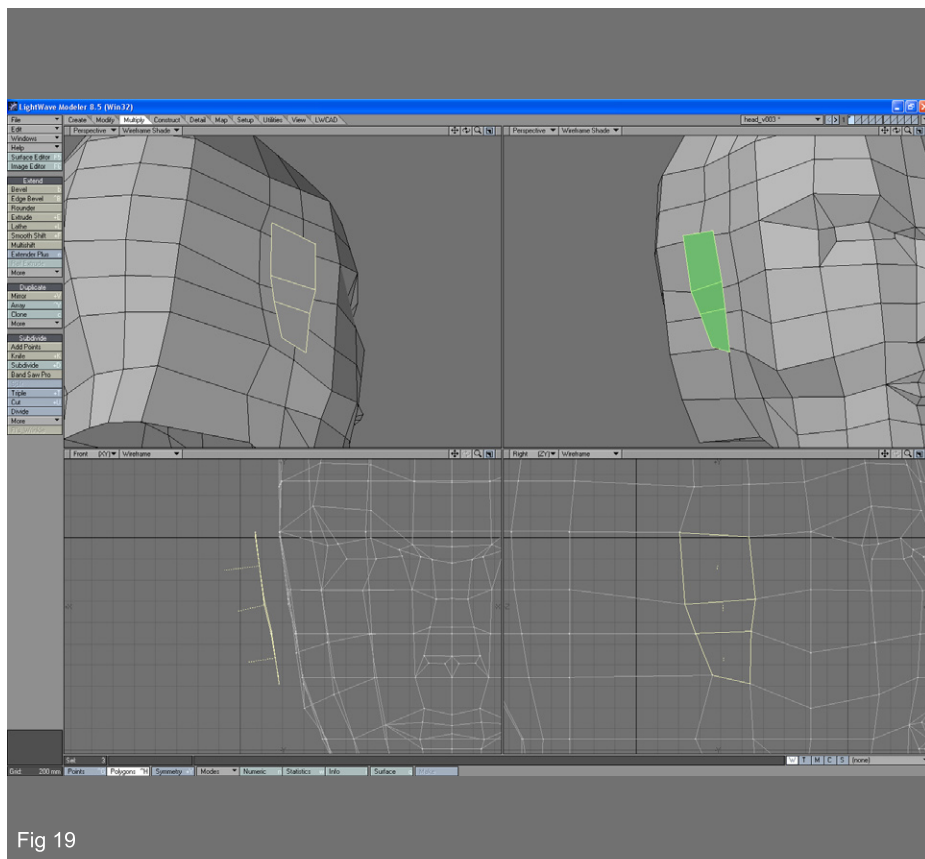 LightWave Modeler 8.5 (Win32)
File
Create Modify Multiply Construct Detail Map Setup Utilities View LWCAD
head_v003 *
Edit
Windows
Help
Surface Editor
Image Editor
Perspective Wireframe Shade
Perspective Wireframe Shade
Extend
Bevel
Edge Bevel
Rounder
Extrude
Lathe
Smooth Shift
Multishift
Extender Plus
More
Duplicate
Mirror
Array
Clone
More
Subdivide
Add Points
Knife
Subdivide
Band Saw Pro
Triple
Cut
Divide
More
Front (XY) Wireframe
Right (ZY) Wireframe
Sel: 3
W T M C S (none)
Grid: 200 mm
Points Polygons ^H Symmetry Modes Numeric Statistics Info Surface
Fig 19